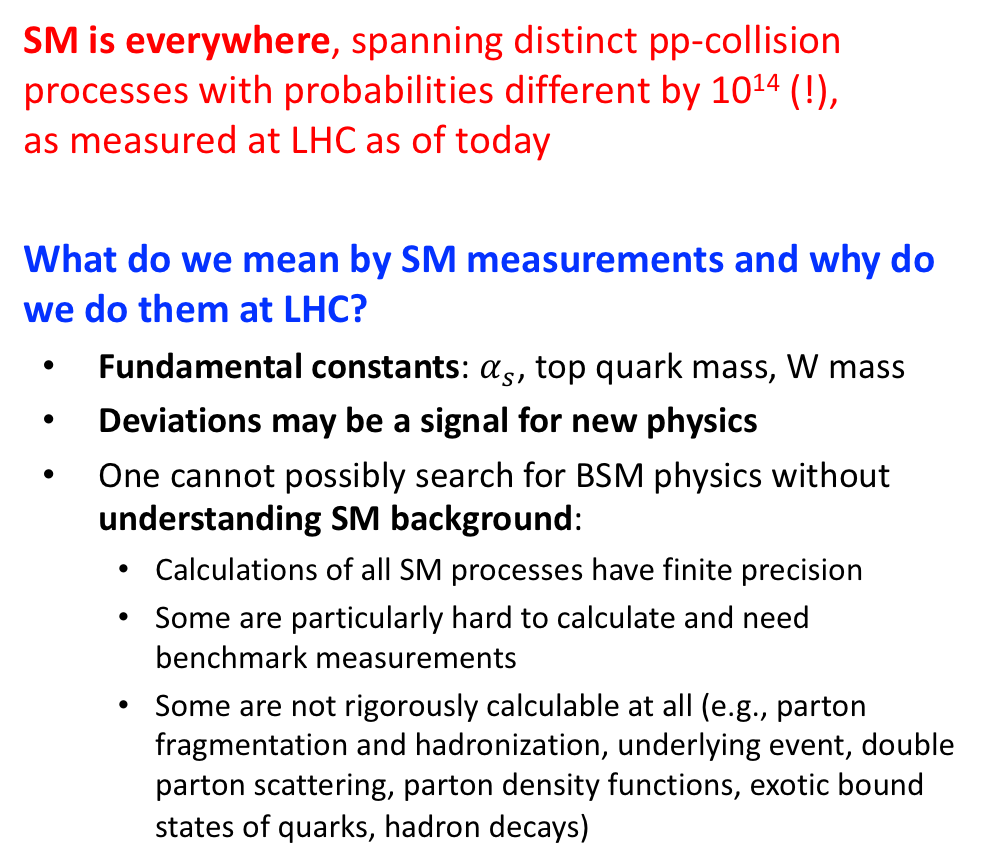 SM is everywhere, spanning distinct pp-collision
processes with probabilities different by 10¹⁴ (!),
as measured at LHC as of today
What do we mean by SM measurements and why do
we do them at LHC?
• Fundamental constants: αₛ, top quark mass, W mass
• Deviations may be a signal for new physics
• One cannot possibly search for BSM physics without
understanding SM background:
• Calculations of all SM processes have finite precision
• Some are particularly hard to calculate and need
benchmark measurements
• Some are not rigorously calculable at all (e.g., parton
fragmentation and hadronization, underlying event, double
parton scattering, parton density functions, exotic bound
states of quarks, hadron decays)